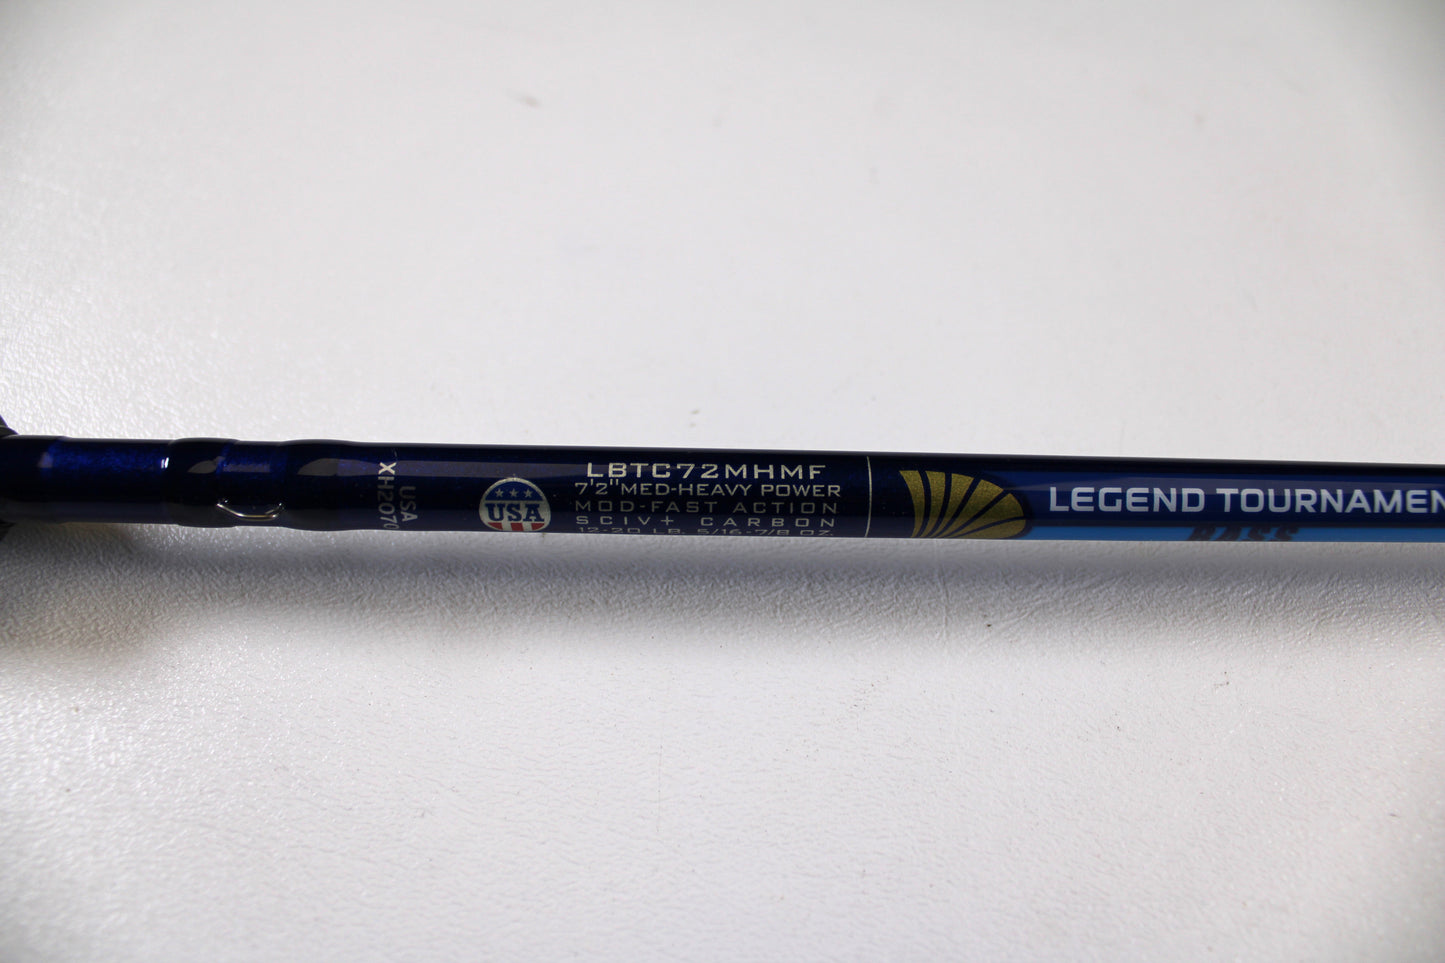 USA
XH2070
USA
LBTC72MHMF
7'2" MED-HEAVY POWER
MOD-FAST ACTION
SCIV+ CARBON
12-20 LB. 5/16-7/8 OZ.
LEGEND TOURNAMEN
BASS